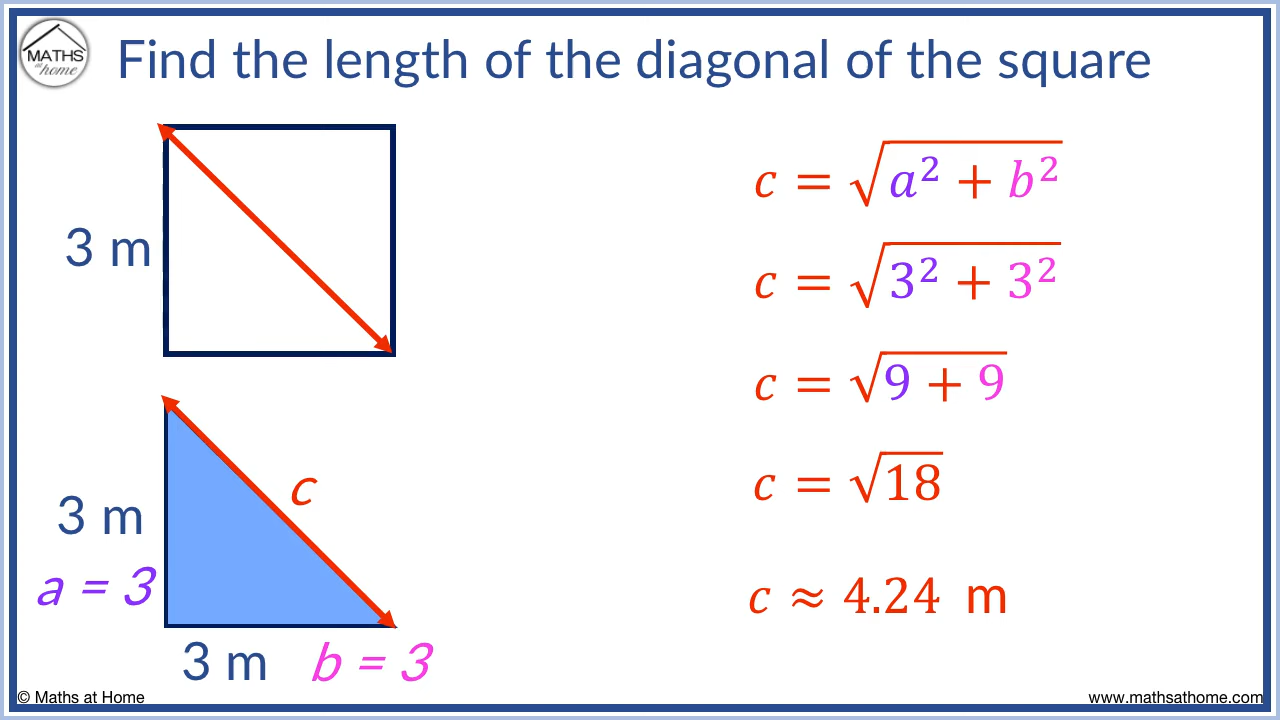 MATHS
at
home
Find the length of the diagonal of the square
3 m
c = √(a² + b²)
c = √(3² + 3²)
c = √(9 + 9)
c = √18
c ≈ 4.24 m
c
3 m
a = 3
3 m b = 3
© Maths at Home
www.mathsathome.com